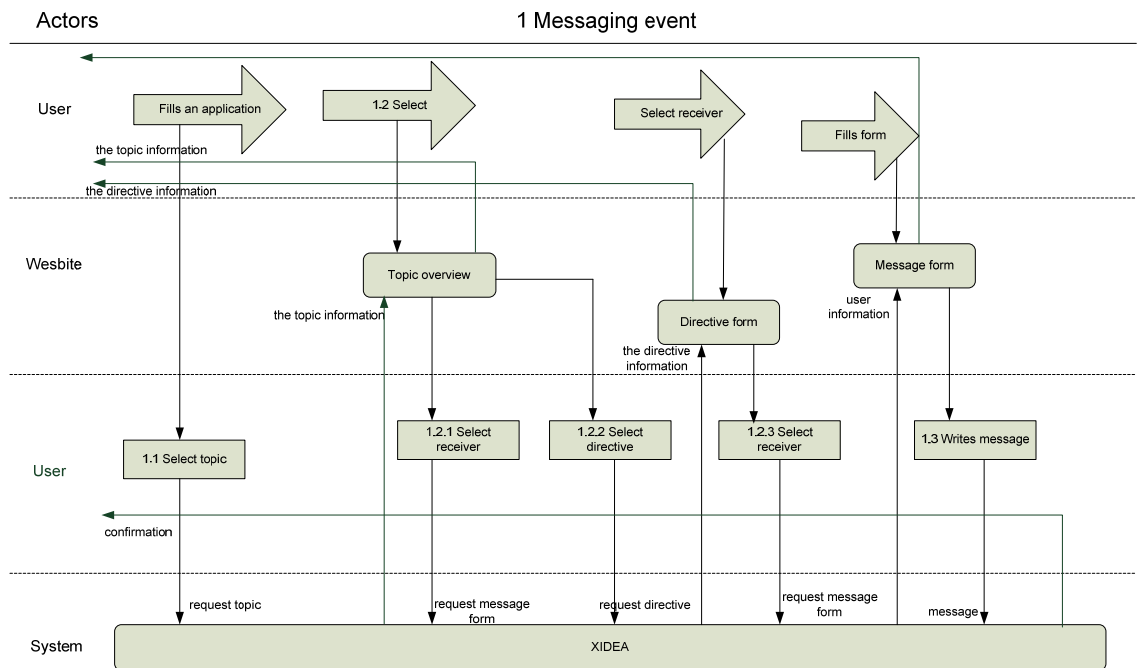 Actors
1 Messaging event
User
Fills an application
1.2 Select
Select receiver
Fills form
the topic information
the directive information
Wesbite
Topic overview
Message form
the topic information
Directive form
user
information
the directive
information
User
1.1 Select topic
1.2.1 Select
receiver
1.2.2 Select
directive
1.2.3 Select
receiver
1.3 Writes message
confirmation
request topic
request message
form
request directive
request message
form
message
System
XIDEA